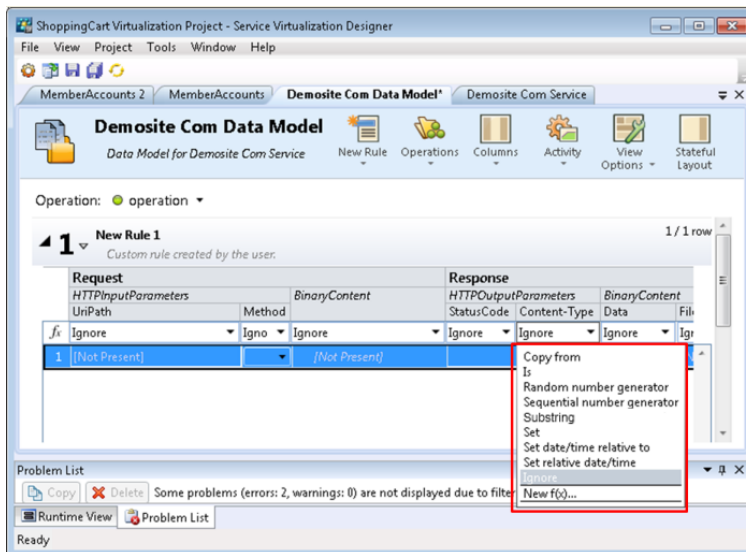 ShoppingCart Virtualization Project - Service Virtualization Designer
File View Project Tools Window Help
MemberAccounts 2 MemberAccounts Demosite Com Data Model* Demosite Com Service
Demosite Com Data Model
Data Model for Demosite Com Service
New Rule Operations Columns Activity View Options Stateful Layout
Operation: operation
1 New Rule 1 1 / 1 row
Custom rule created by the user.
Request Response
HTTPInputParameters BinaryContent HTTPOutputParameters BinaryContent
UriPath Method StatusCode Content-Type Data File
fx Ignore Igno Ignore Ignore Ignore Ignore Igr
1 [Not Present] [Not Present]
Copy from
Is
Random number generator
Sequential number generator
Substring
Set
Set date/time relative to
Set relative date/time
Ignore
New f(x)...
Problem List
Copy Delete Some problems (errors: 2, warnings: 0) are not displayed due to filter
Runtime View Problem List
Ready